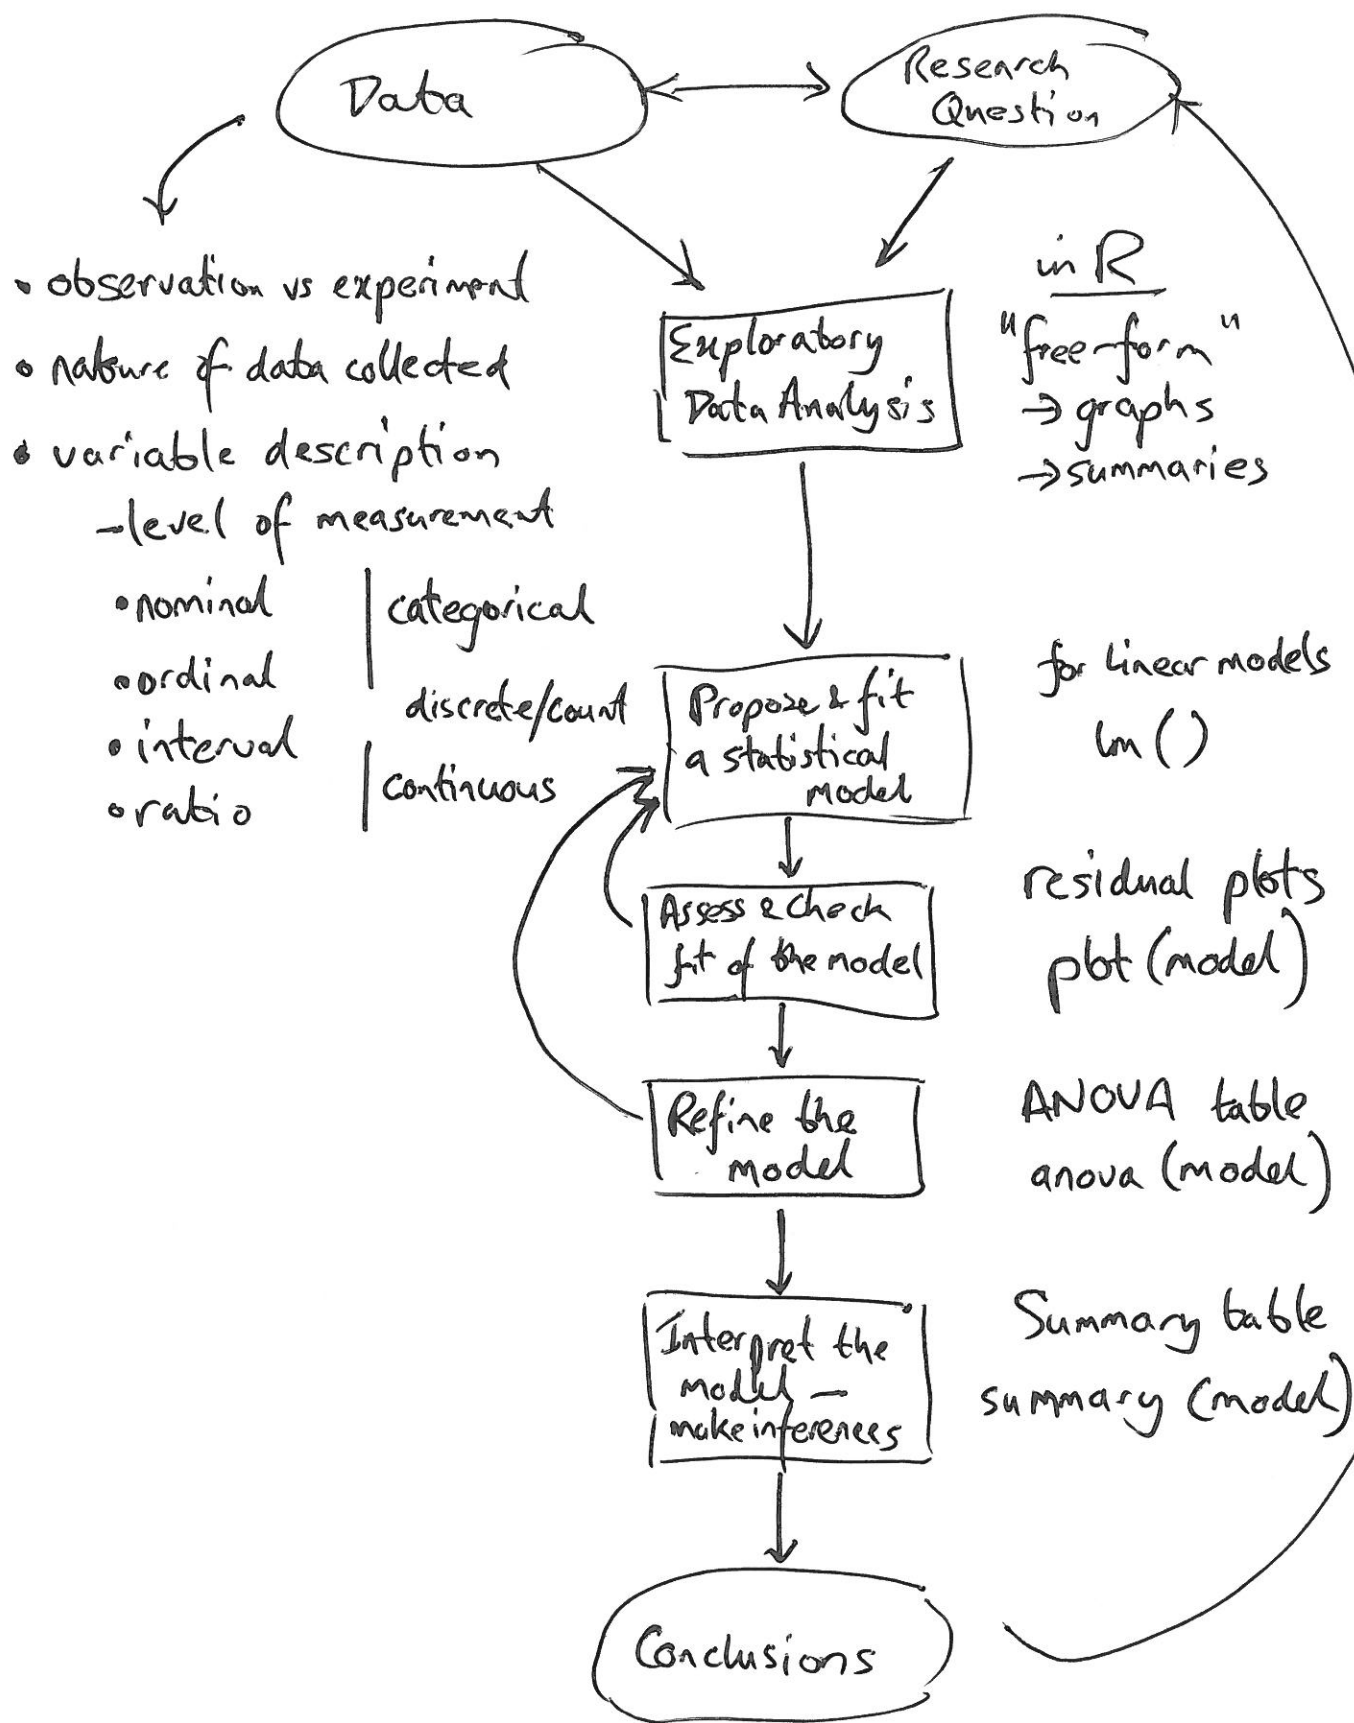 Data
Research
Question
• observation vs experiment
• nature of data collected
• variable description
- level of measurement
• nominal
• ordinal
• interval
• ratio
categorical
discrete/count
continuous
Exploratory
Data Analysis
in R
"free-form"
→ graphs
→ summaries
Propose & fit
a statistical
model
for linear models
lm()
Assess & check
fit of the model
residual plots
plot (model)
Refine the
model
ANOVA table
anova (model)
Interpret the
model —
make inferences
Summary table
summary (model)
Conclusions